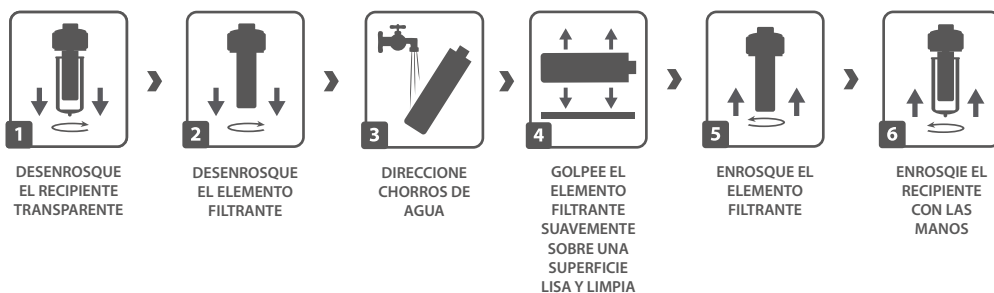 1
DESENROSQUE
EL RECIPIENTE
TRANSPARENTE
2
DESENROSQUE
EL ELEMENTO
FILTRANTE
3
DIRECCIONE
CHORROS DE
AGUA
4
GOLPEE EL
ELEMENTO
FILTRANTE
SUAVEMENTE
SOBRE UNA
SUPERFICIE
LISA Y LIMPIA
5
ENROSQUE EL
ELEMENTO
FILTRANTE
6
ENROSQIE EL
RECIPIENTE
CON LAS
MANOS